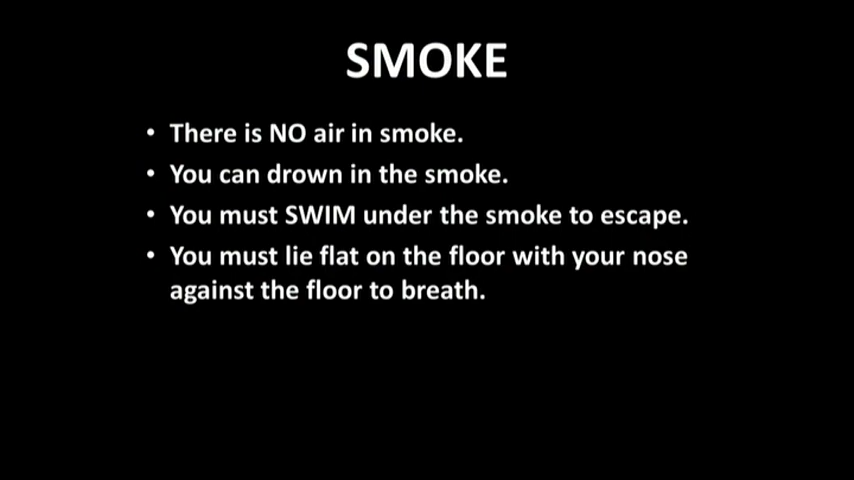 SMOKE
• There is NO air in smoke.
• You can drown in the smoke.
• You must SWIM under the smoke to escape.
• You must lie flat on the floor with your nose
against the floor to breath.